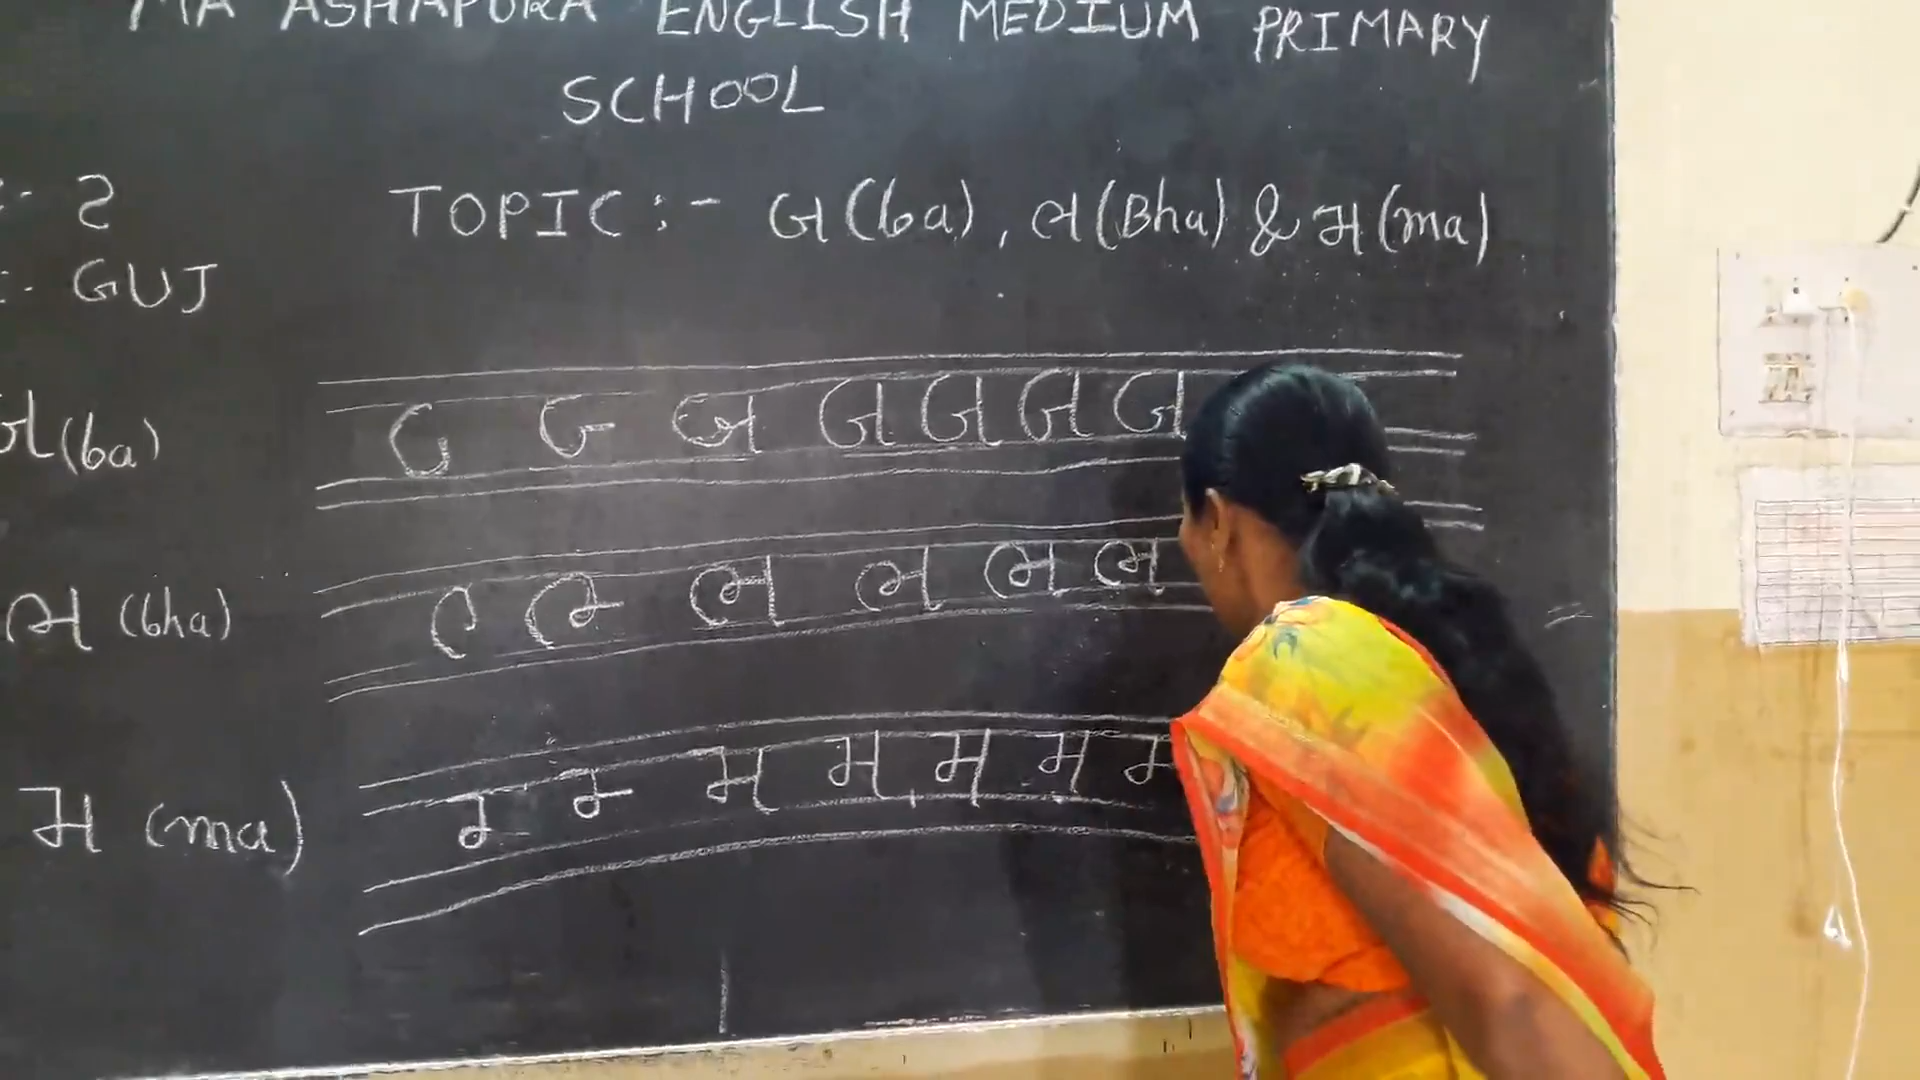 MA ASHAPURA ENGLISH MEDIUM PRIMARY
SCHOOL
:- 2
TOPIC :- બ (ba), ભ (Bha) & મ (ma)
:- GUJ
બ (ba) બ બ બ બ બ
ભ (bha) ભ ભ ભ ભ
મ (ma) મ મ મ મ